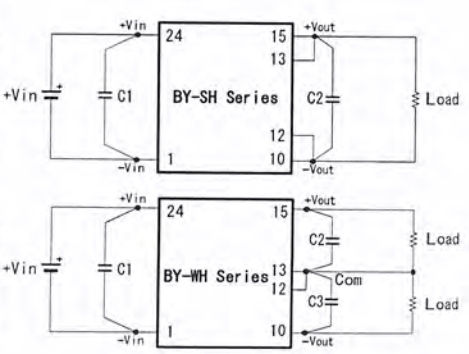 +Vin
24
15
+Vout
13
+Vin
C1
BY-SH Series
C2
Load
12
1
10
-Vin
-Vout
+Vin
24
15
+Vout
C2
Load
+Vin
C1
BY-WH Series
13
Com
12
C3
Load
1
10
-Vin
-Vout